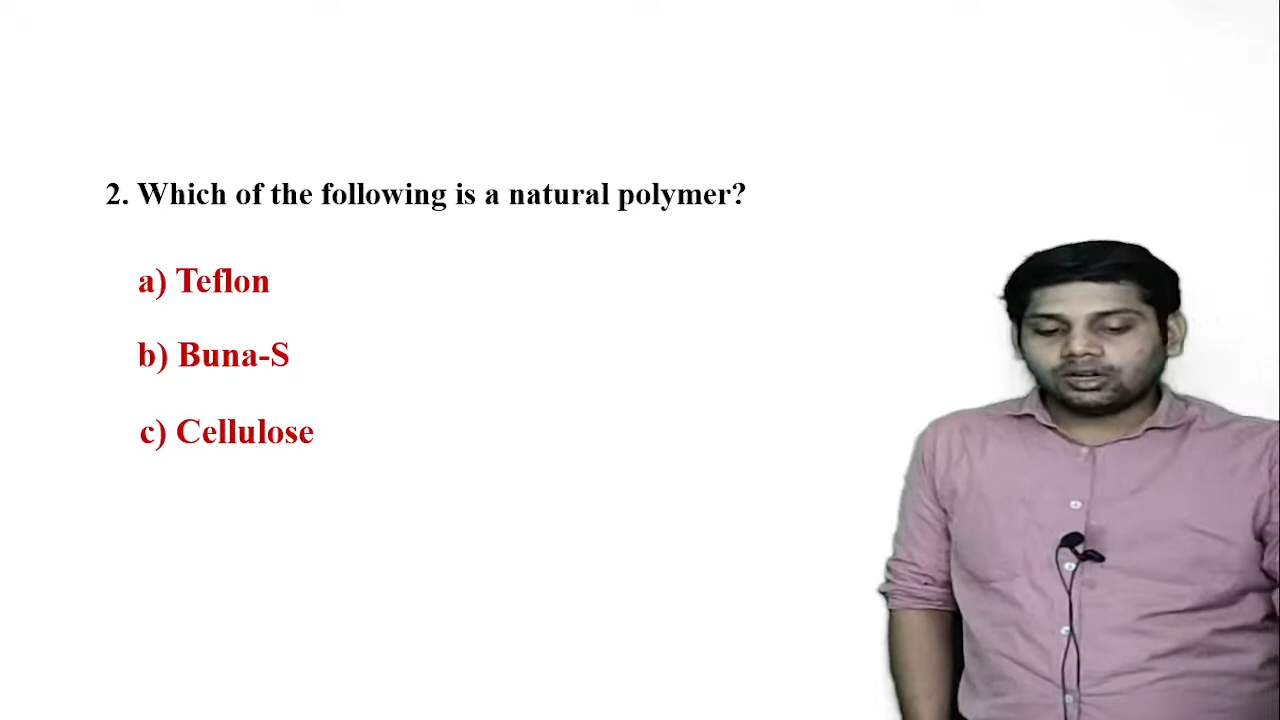 2. Which of the following is a natural polymer?
a) Teflon
b) Buna-S
c) Cellulose